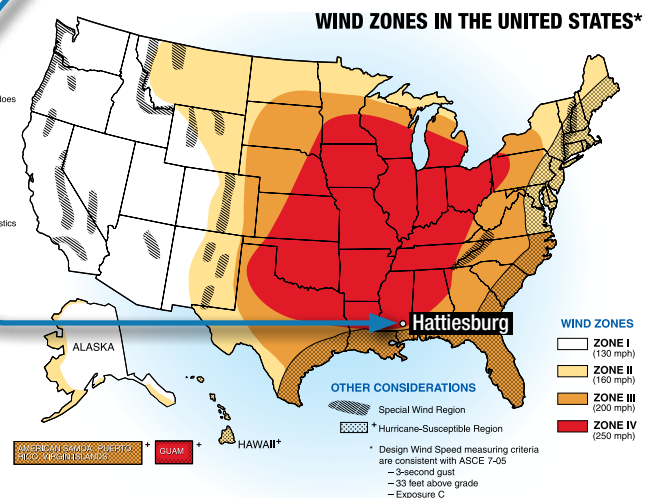 WIND ZONES IN THE UNITED STATES*
does
stics
Hattiesburg
ALASKA
HAWAII+
AMERICAN SAMOA, PUERTO
RICO, VIRGIN ISLANDS
+
GUAM
+
WIND ZONES
ZONE I
(130 mph)
ZONE II
(160 mph)
ZONE III
(200 mph)
ZONE IV
(250 mph)
OTHER CONSIDERATIONS
Special Wind Region
+ Hurricane-Susceptible Region
* Design Wind Speed measuring criteria
are consistent with ASCE 7-05
– 3-second gust
– 33 feet above grade
– Exposure C